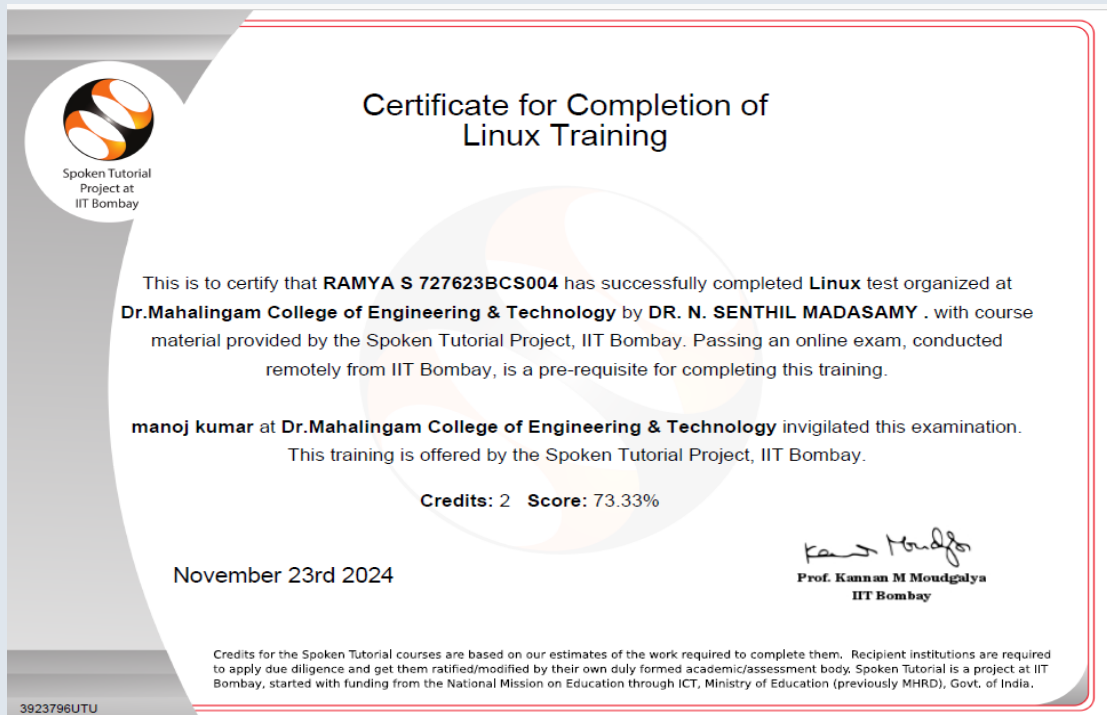 Spoken Tutorial
Project at
IIT Bombay
Certificate for Completion of
Linux Training
This is to certify that RAMYA S 727623BCS004 has successfully completed Linux test organized at
Dr.Mahalingam College of Engineering & Technology by DR. N. SENTHIL MADASAMY . with course
material provided by the Spoken Tutorial Project, IIT Bombay. Passing an online exam, conducted
remotely from IIT Bombay, is a pre-requisite for completing this training.
manoj kumar at Dr.Mahalingam College of Engineering & Technology invigilated this examination.
This training is offered by the Spoken Tutorial Project, IIT Bombay.
Credits: 2 Score: 73.33%
November 23rd 2024
Prof. Kannan M Moudgalya
IIT Bombay
Credits for the Spoken Tutorial courses are based on our estimates of the work required to complete them. Recipient institutions are required
to apply due diligence and get them ratified/modified by their own duly formed academic/assessment body. Spoken Tutorial is a project at IIT
Bombay, started with funding from the National Mission on Education through ICT, Ministry of Education (previously MHRD), Govt. of India.
3923796UTU